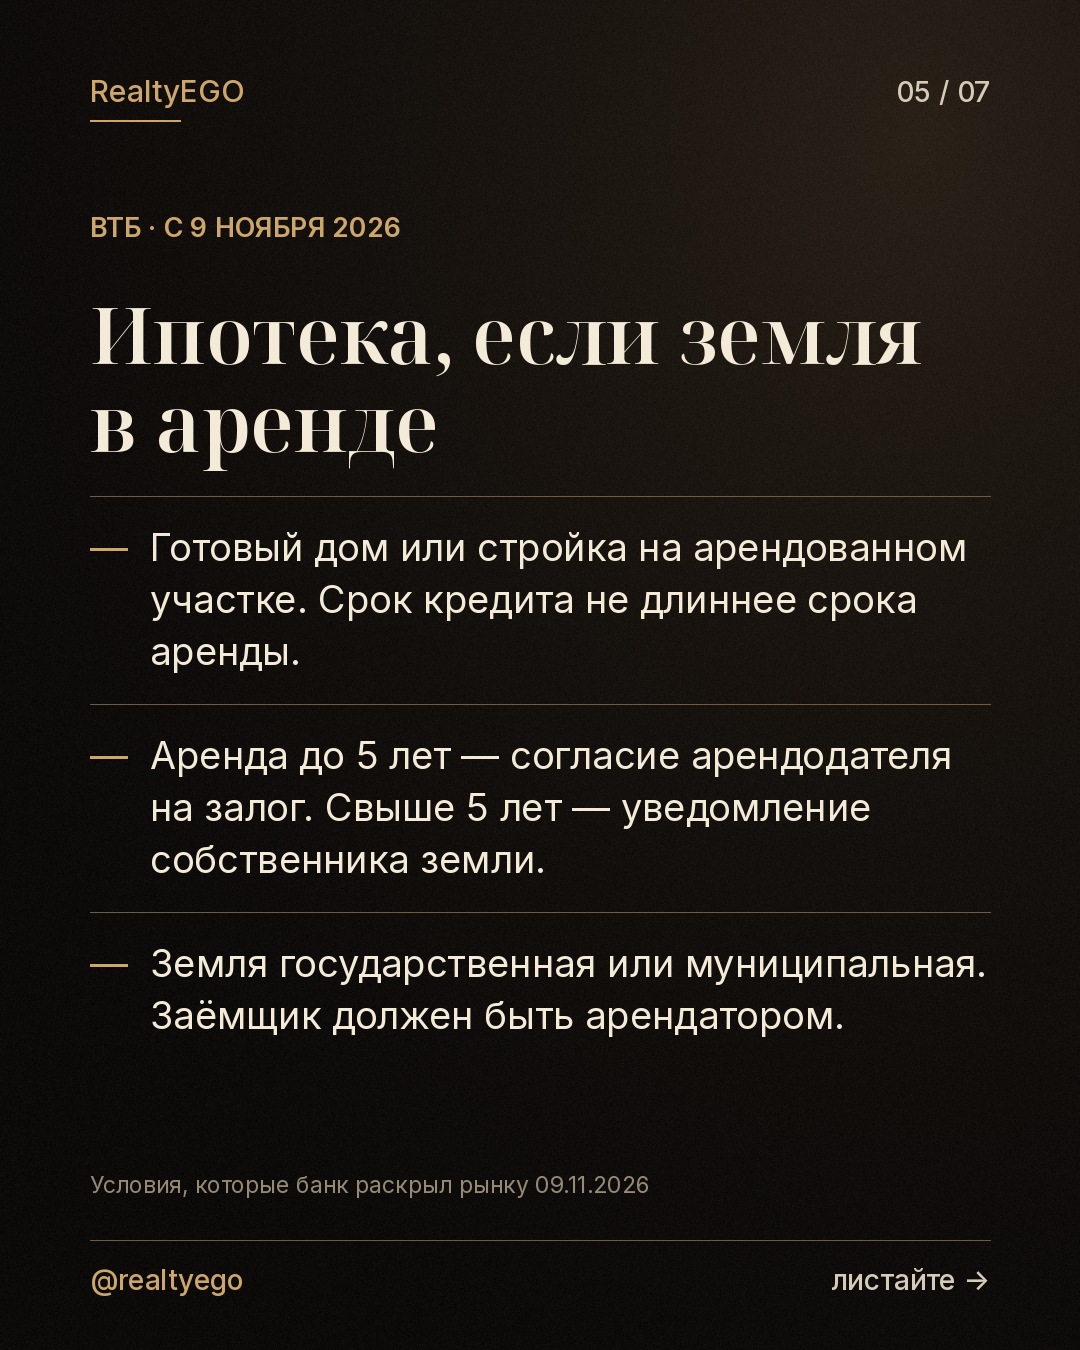 RealtyEGO
05 / 07
ВТБ · С 9 НОЯБРЯ 2026
Ипотека, если земля
в аренде
— Готовый дом или стройка на арендованном
участке. Срок кредита не длиннее срока
аренды.
— Аренда до 5 лет — согласие арендодателя
на залог. Свыше 5 лет — уведомление
собственника земли.
— Земля государственная или муниципальная.
Заёмщик должен быть арендатором.
Условия, которые банк раскрыл рынку 09.11.2026
@realtyego
листайте →